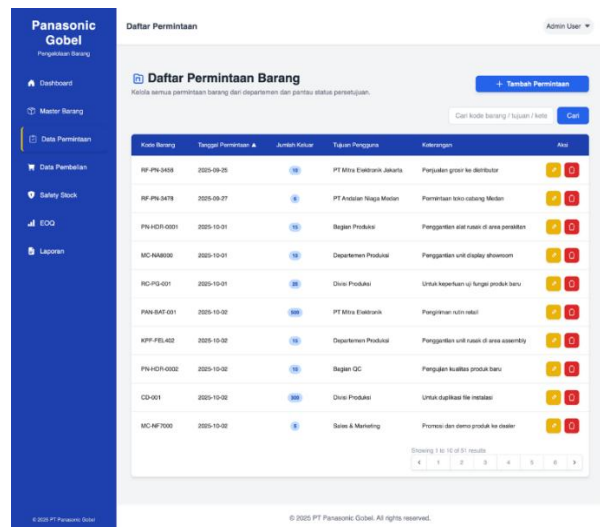 Panasonic
Gobel
Pengelolaan Barang
Dashboard
Master Barang
Data Permintaan
Data Pembelian
Safety Stock
EOQ
Laporan
© 2025 PT Panasonic Gobel
Daftar Permintaan
Admin User
Daftar Permintaan Barang
Kelola semua permintaan barang dari departemen dan pantau status persetujuan.
+ Tambah Permintaan
Cari kode barang / tujuan / kete
Cari
Kode Barang Tanggal Permintaan ▲ Jumlah Keluar Tujuan Pengguna Keterangan Aksi
RF-PN-3455 2025-09-25 PT Mitra Elektronik Jakarta Penjualan grosir ke distributor
RF-PN-3478 2025-09-27 PT Andalan Niaga Medan Permintaan toko cabang Medan
PN-HDR-0001 2025-10-01 Bagian Produksi Penggantian alat rusak di area perakitan
MC-NA8000 2025-10-01 Departemen Produksi Penggantian unit display showroom
RC-PG-001 2025-10-01 Divisi Produksi Untuk keperluan uji fungsi produk baru
PAN-BAT-001 2025-10-02 500 PT Mitra Elektronik Pengiriman rutin retail
KPF-FEL402 2025-10-02 Departemen Produksi Penggantian unit rusak di area assembly
PN-HDR-0002 2025-10-02 Bagian QC Pengujian kualitas produk baru
CD-001 2025-10-02 Divisi Produksi Untuk duplikasi file instalasi
MC-NF7000 2025-10-02 Sales & Marketing Promosi dan demo produk ke dealer
Showing 1 to 10 of 51 results
1 2 3 4 5 6
© 2025 PT Panasonic Gobel. All rights reserved.